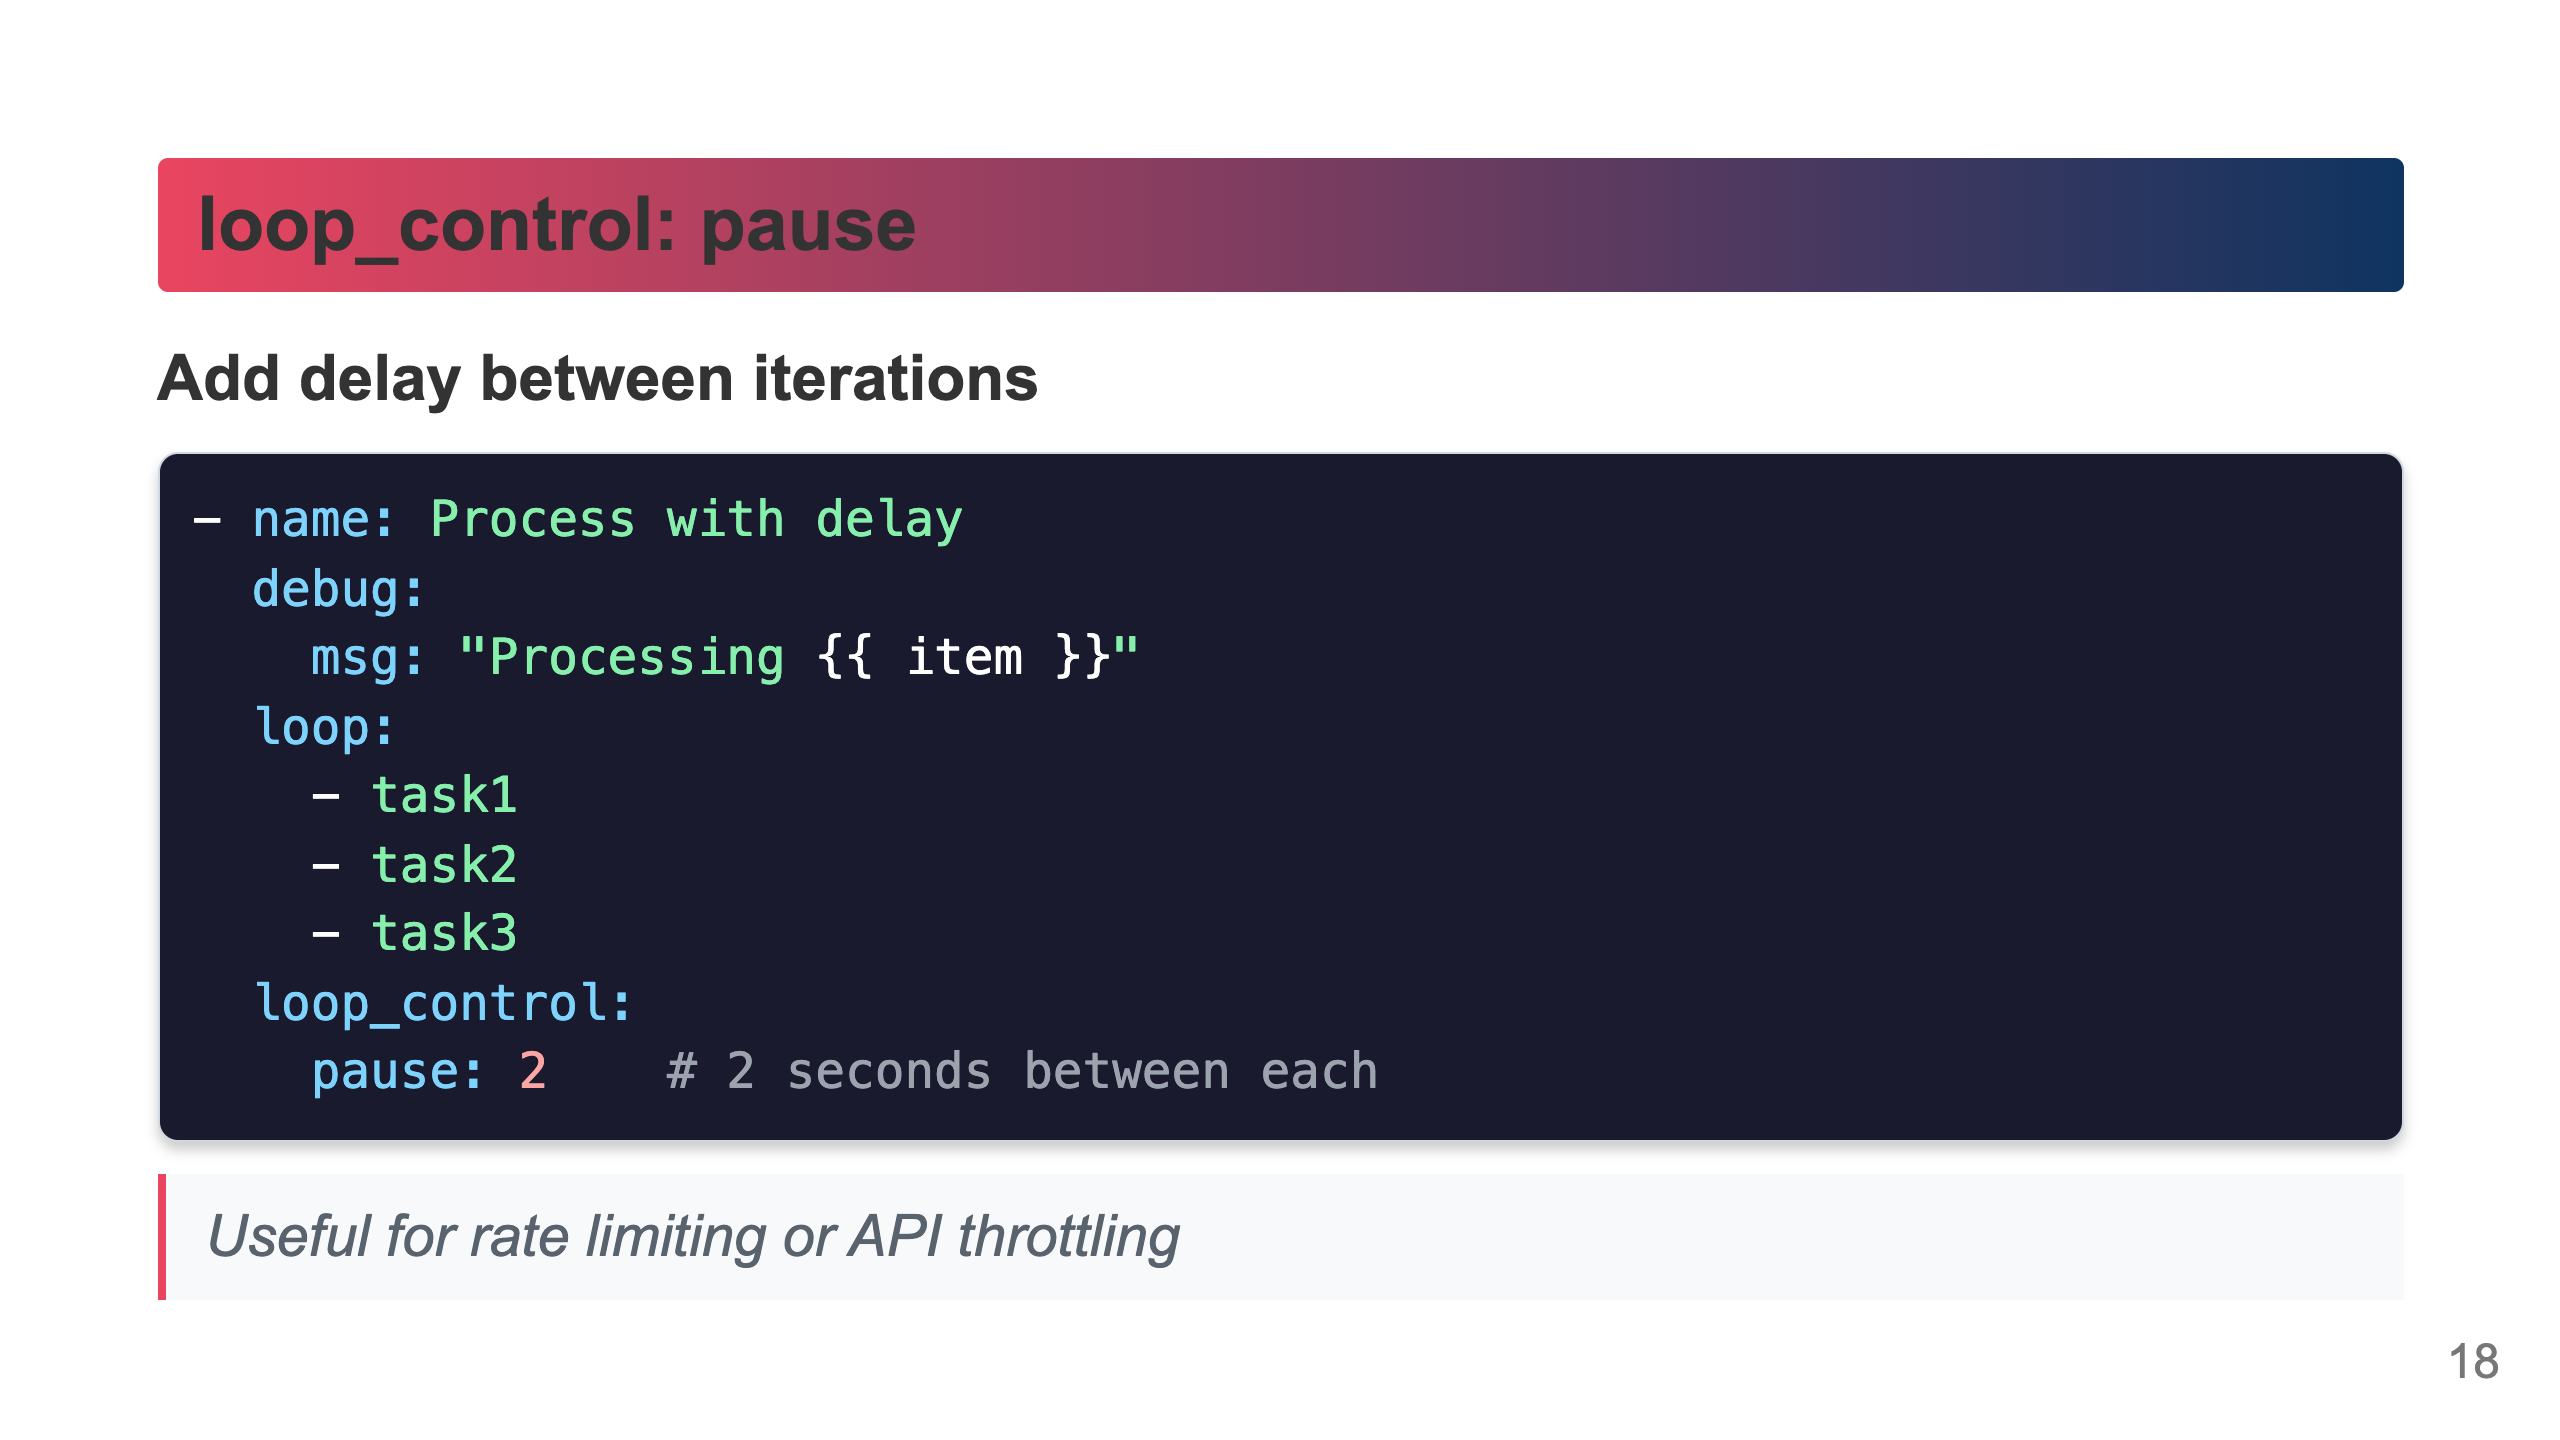 loop_control: pause
Add delay between iterations
- name: Process with delay
  debug:
    msg: "Processing {{ item }}"
  loop:
    - task1
    - task2
    - task3
  loop_control:
    pause: 2    # 2 seconds between each
Useful for rate limiting or API throttling
18